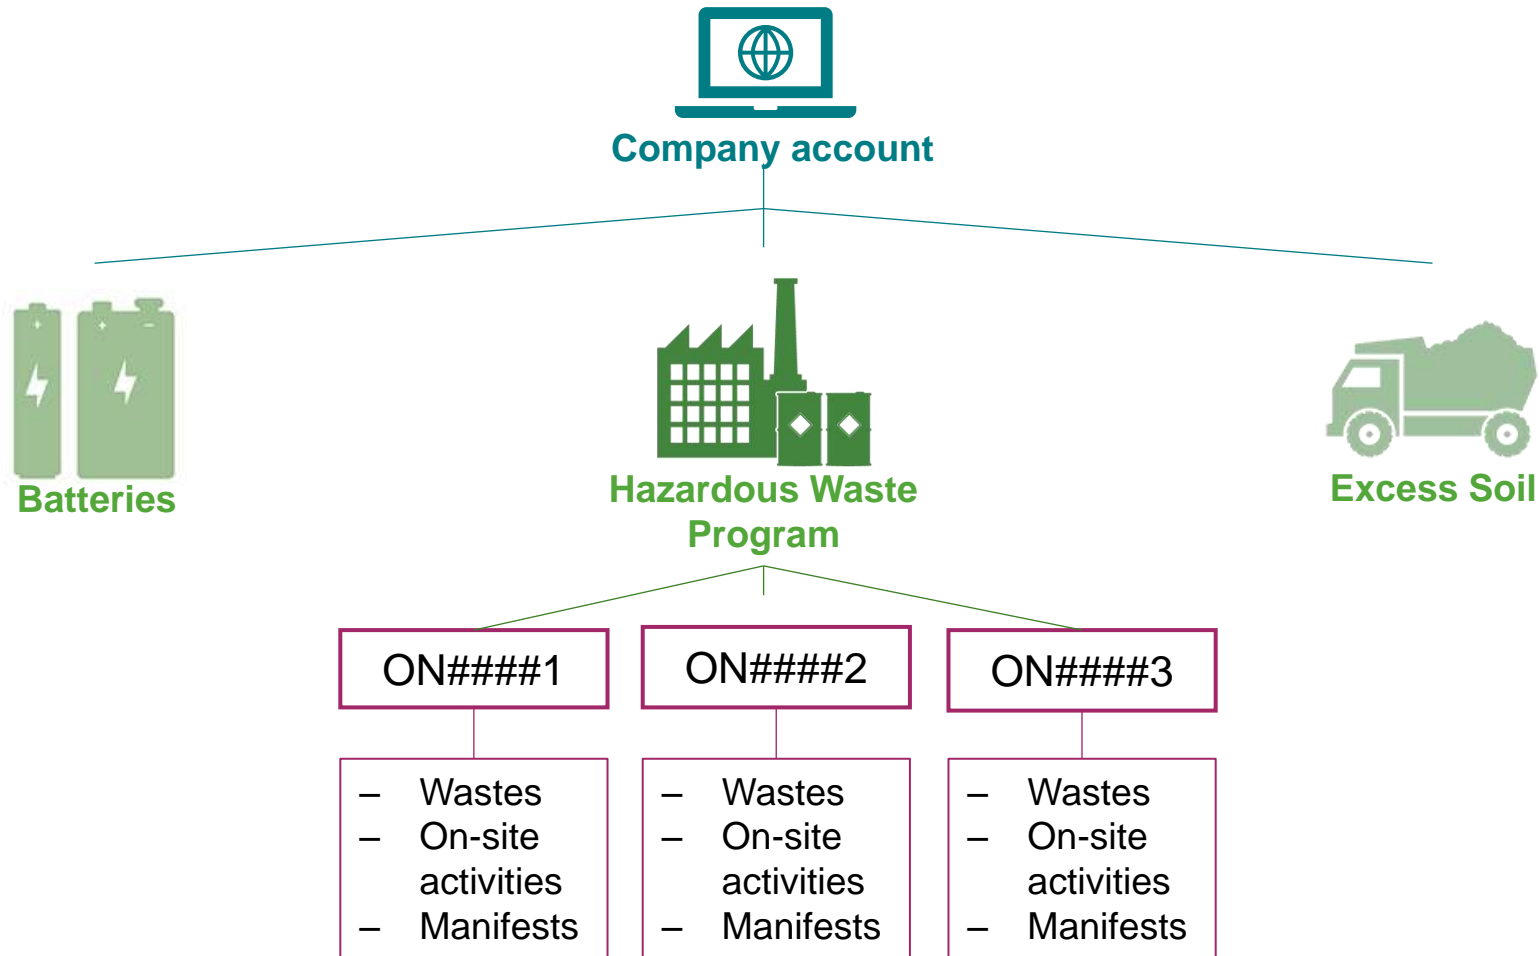 Company account
Batteries
Hazardous Waste
Program
Excess Soil
ON####1
ON####2
ON####3
– Wastes
– On-site
activities
– Manifests
– Wastes
– On-site
activities
– Manifests
– Wastes
– On-site
activities
– Manifests